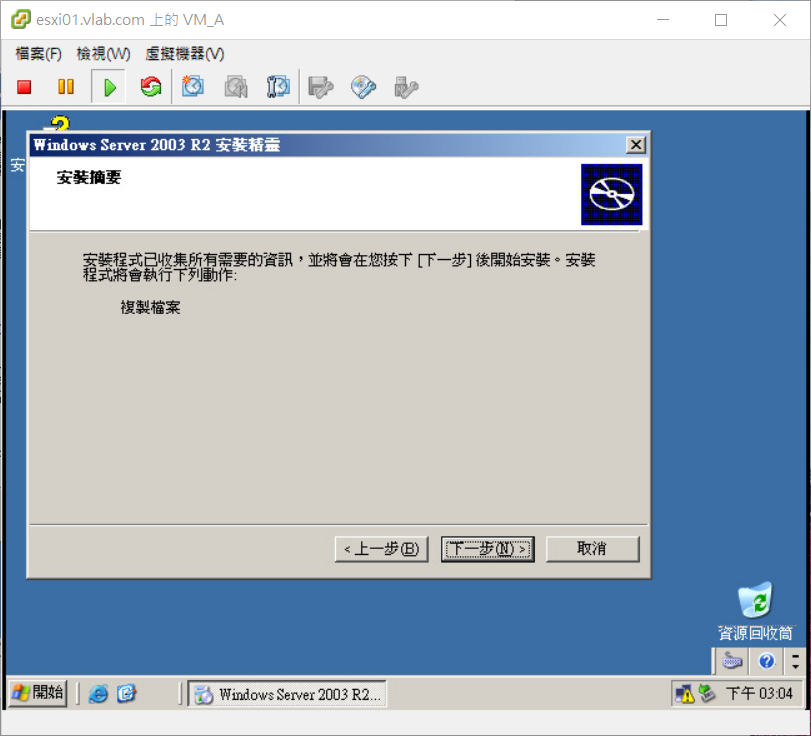 esxi01.vlab.com 上的 VM_A
檔案(F) 檢視(W) 虛擬機器(V)
安
Windows Server 2003 R2 安裝精靈
安裝摘要
安裝程式已收集所有需要的資訊，並將會在您按下 [下一步] 後開始安裝。安裝
程式將會執行下列動作:
複製檔案
< 上一步(B) 下一步(N) > 取消
資源回收筒
開始 Windows Server 2003 R2... 下午 03:04